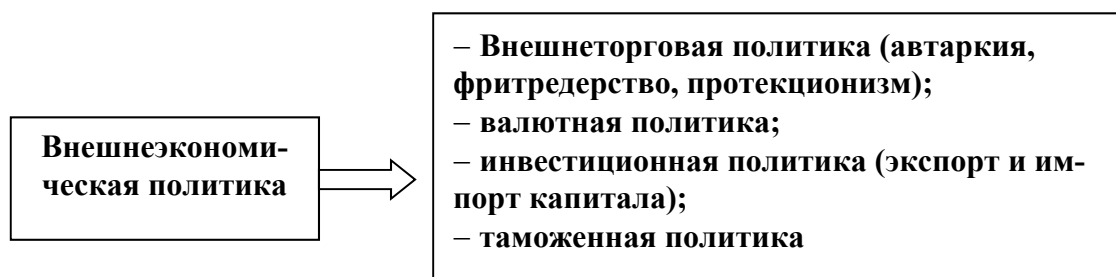 Внешнеэкономи-
ческая политика
– Внешнеторговая политика (автаркия,
фритредерство, протекционизм);
– валютная политика;
– инвестиционная политика (экспорт и им-
порт капитала);
– таможенная политика